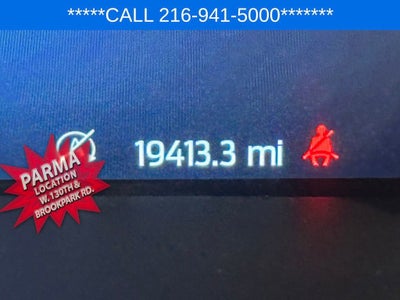 *****CALL 216-941-5000*******
19413.3 mi
PARMA
LOCATION
W. 130TH &
BROOKPARK RD.